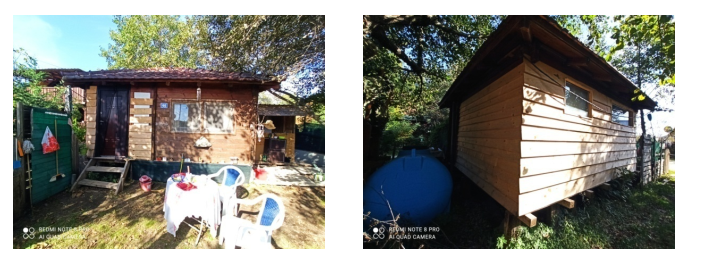 REDMI NOTE 8 PRO
AI QUAD CAMERA
REDMI NOTE 8 PRO
AI QUAD CAMERA